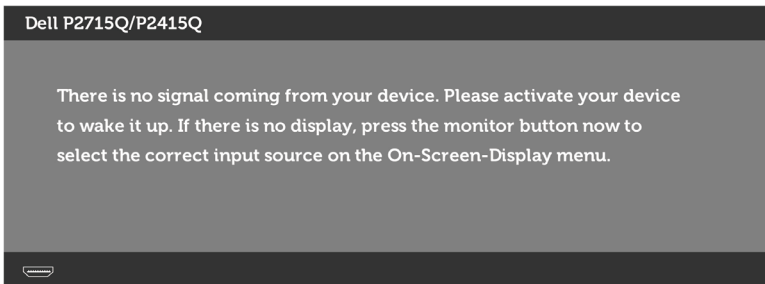 Dell P2715Q/P2415Q
There is no signal coming from your device. Please activate your device
to wake it up. If there is no display, press the monitor button now to
select the correct input source on the On-Screen-Display menu.